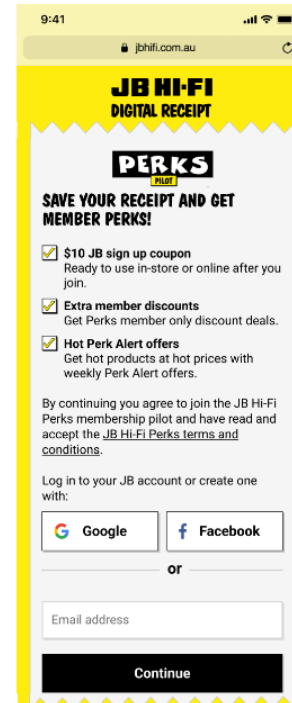 9:41
jbhifi.com.au
JB HI-FI
DIGITAL RECEIPT
PERKS
PILOT
SAVE YOUR RECEIPT AND GET
MEMBER PERKS!
$10 JB sign up coupon
Ready to use in-store or online after you
join.
Extra member discounts
Get Perks member only discount deals.
Hot Perk Alert offers
Get hot products at hot prices with
weekly Perk Alert offers.
By continuing you agree to join the JB Hi-Fi
Perks membership pilot and have read and
accept the JB Hi-Fi Perks terms and
conditions.
Log in to your JB account or create one
with:
Google
Facebook
or
Email address
Continue